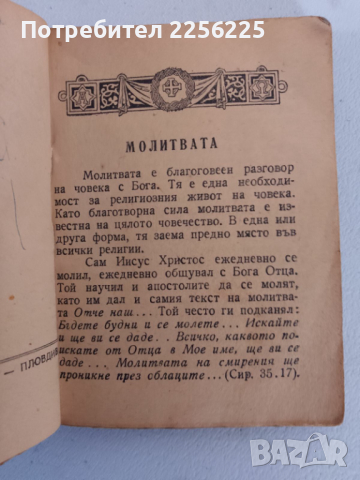 Потребител 2256225
МОЛИТВАТА
Молитвата е благоговеен разговор
на човека с Бога. Тя е една необходи-
мост за религиозния живот на човека.
Като благотворна сила молитвата е из-
вестна на цялото човечество. В една или
друга форма, тя заема предно място във
всички религии.
Сам Иисус Христос ежедневно се
молил, ежедневно общувал с Бога Отца.
Той научил и апостолите да се молят,
като им дал и самия текст на молитва-
та Отче наш... Той често ги подканял:
Бъдете будни и се молете... Искайте
и ще ви се даде... Всичко, каквото по-
искате от Отца в Мое име, ще ви се
даде... Молитвата на смирения ще
проникне през облаците... (Сир. 35.17).
— ПЛОВДИВ
BAZAR